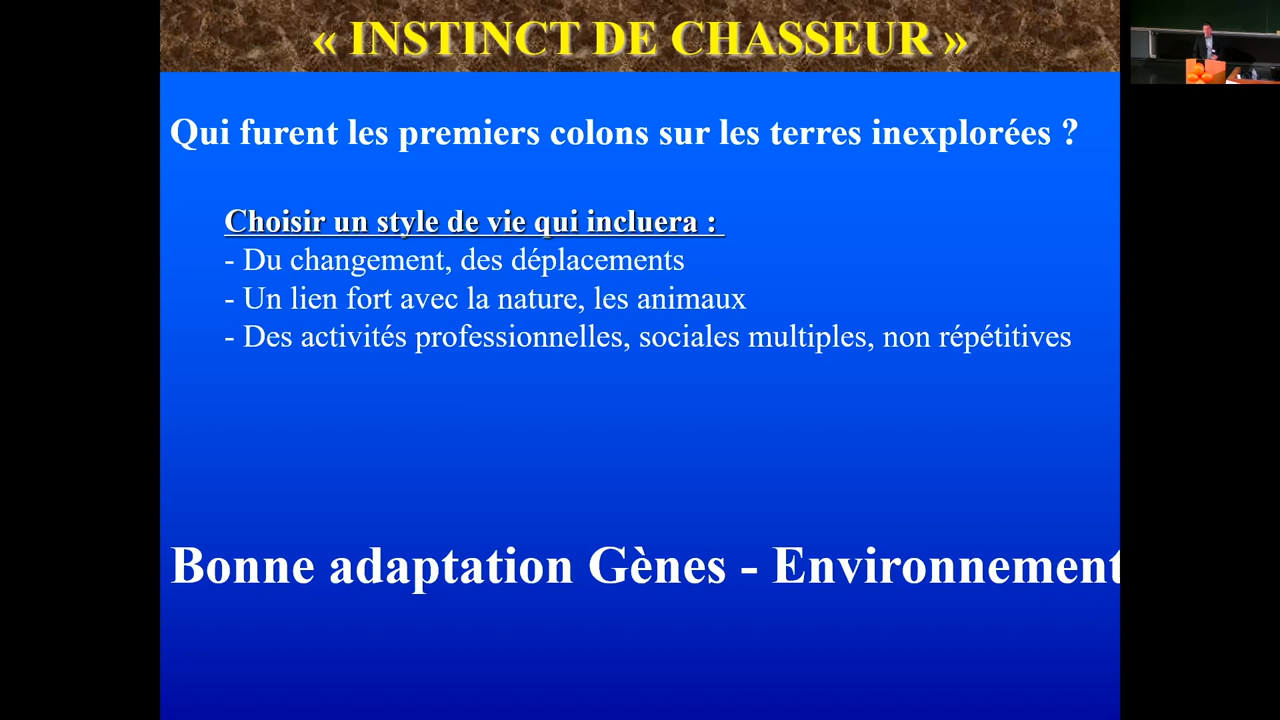 « INSTINCT DE CHASSEUR »
Qui furent les premiers colons sur les terres inexplorées ?
Choisir un style de vie qui incluera :
- Du changement, des déplacements
- Un lien fort avec la nature, les animaux
- Des activités professionnelles, sociales multiples, non répétitives
Bonne adaptation Gènes - Environnement